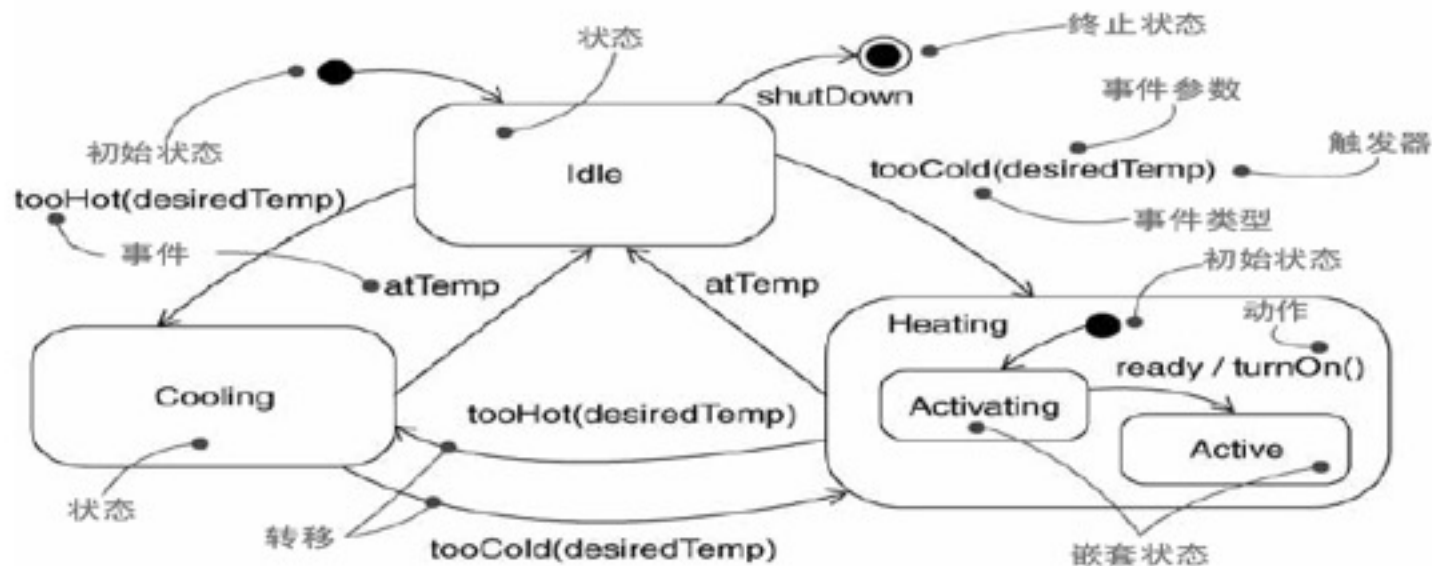 状态
终止状态
初始状态
shutDown
事件参数
触发器
tooHot(desiredTemp)
Idle
tooCold(desiredTemp)
事件类型
事件
atTemp
atTemp
初始状态
Heating
动作
ready / turnOn()
Cooling
Activating
tooHot(desiredTemp)
Active
状态
转移
tooCold(desiredTemp)
嵌套状态